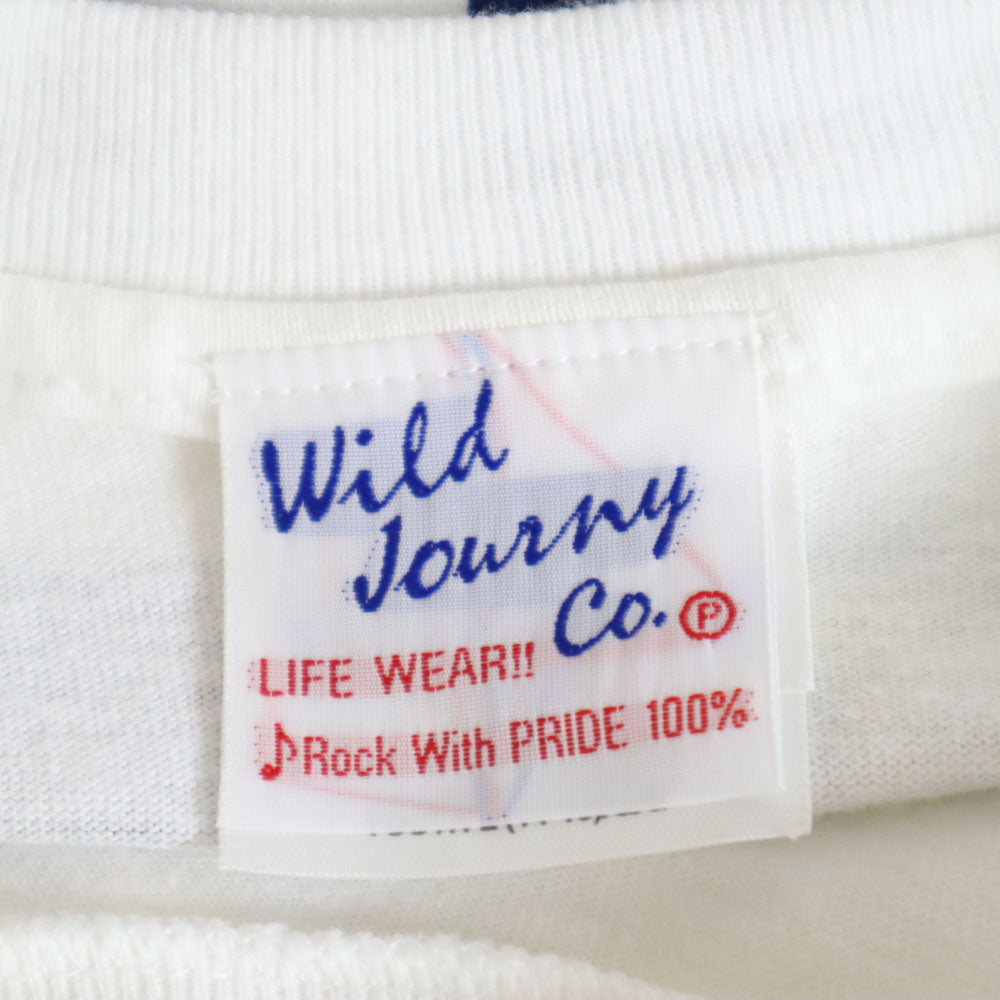 Wild
Journy
Co. Ⓟ
LIFE WEAR!!
♪Rock With PRIDE 100%